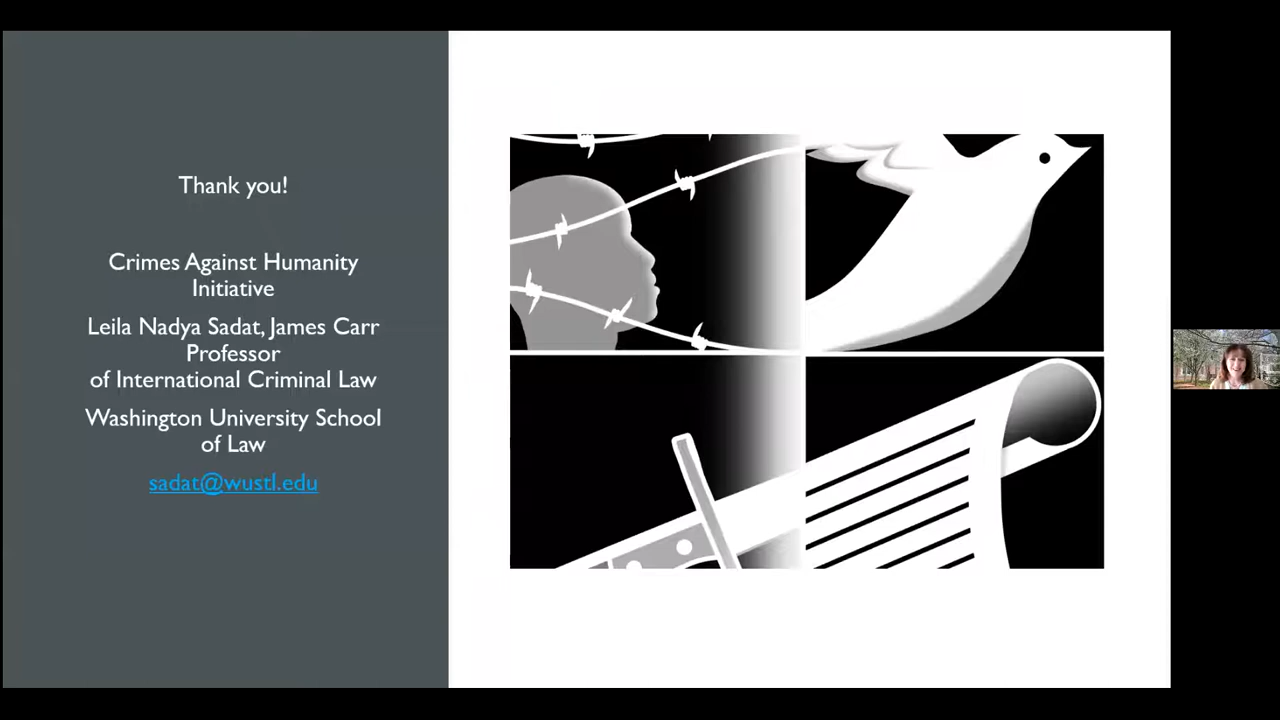 Thank you!
Crimes Against Humanity
Initiative
Leila Nadya Sadat, James Carr
Professor
of International Criminal Law
Washington University School
of Law
sadat@wustl.edu